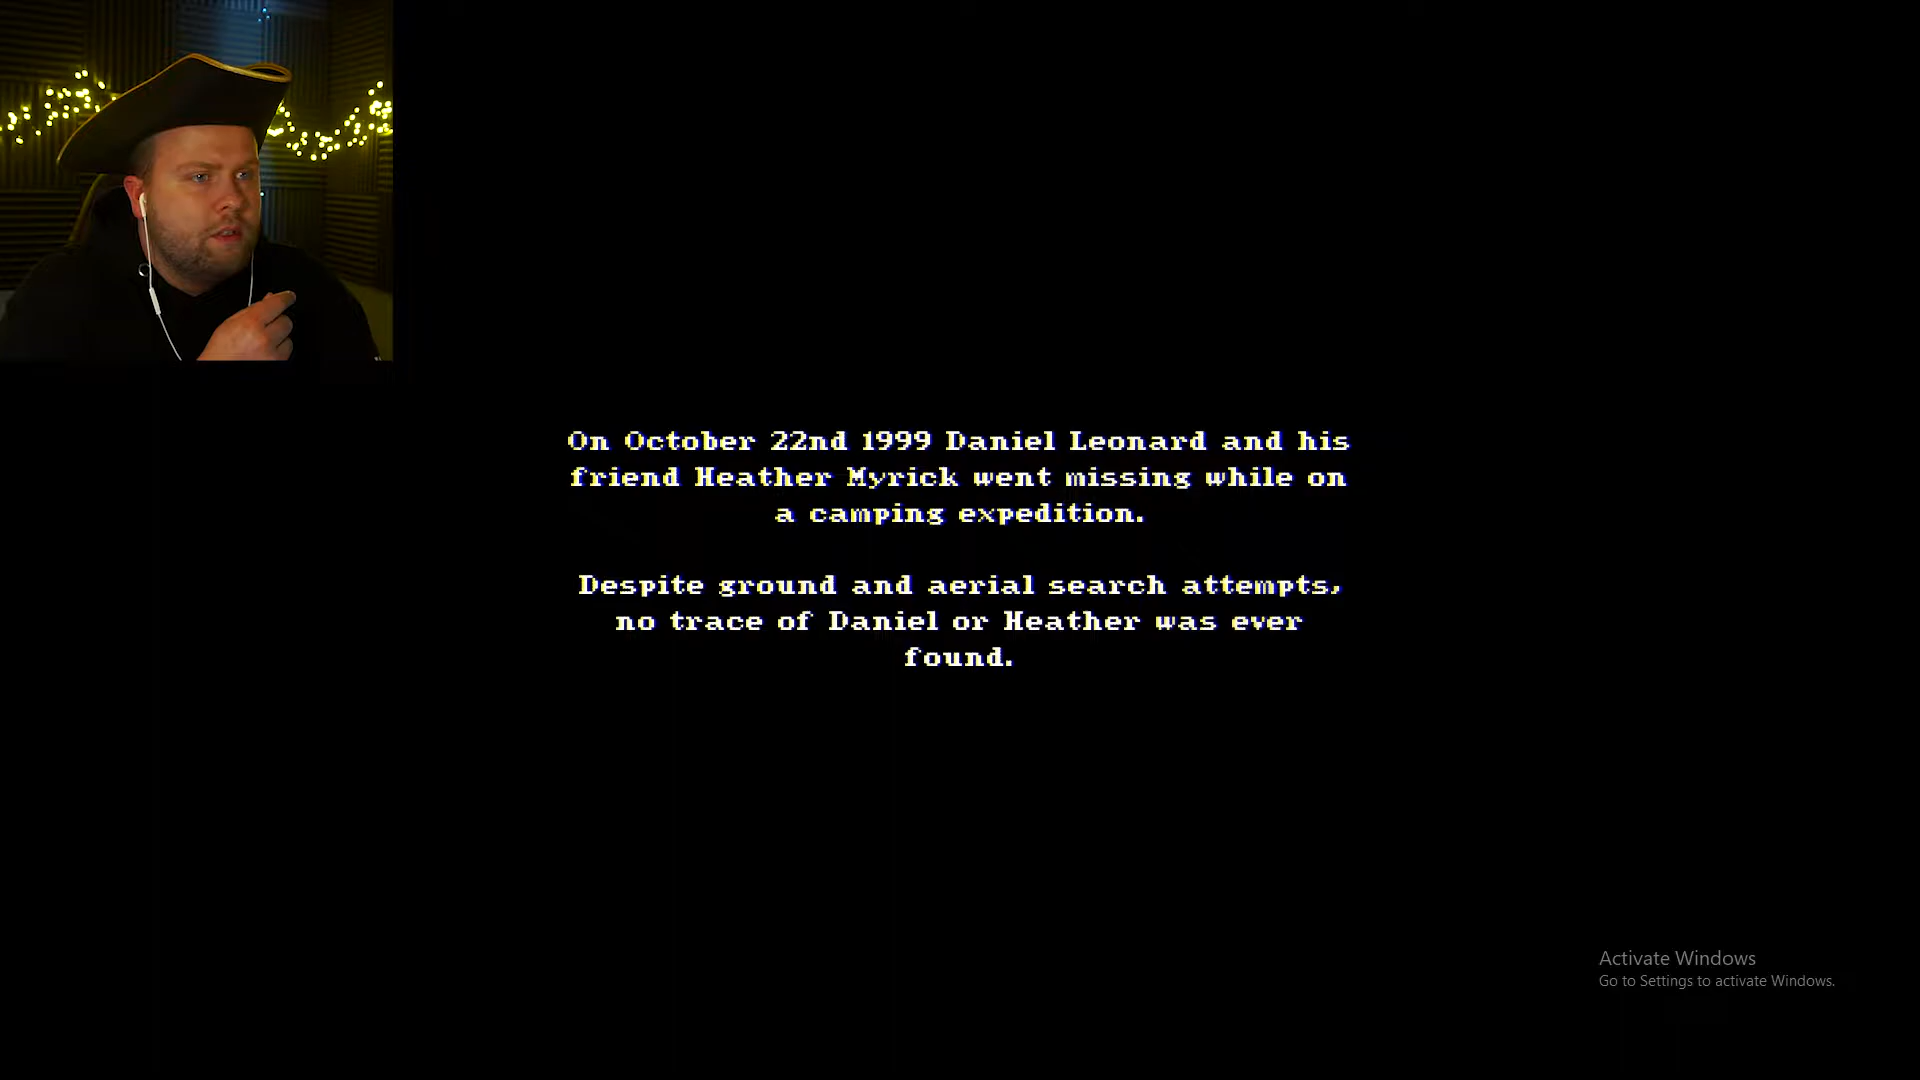 On October 22nd 1999 Daniel Leonard and his
friend Heather Myrick went missing while on
a camping expedition.
Despite ground and aerial search attempts,
no trace of Daniel or Heather was ever
found.
Activate Windows
Go to Settings to activate Windows.